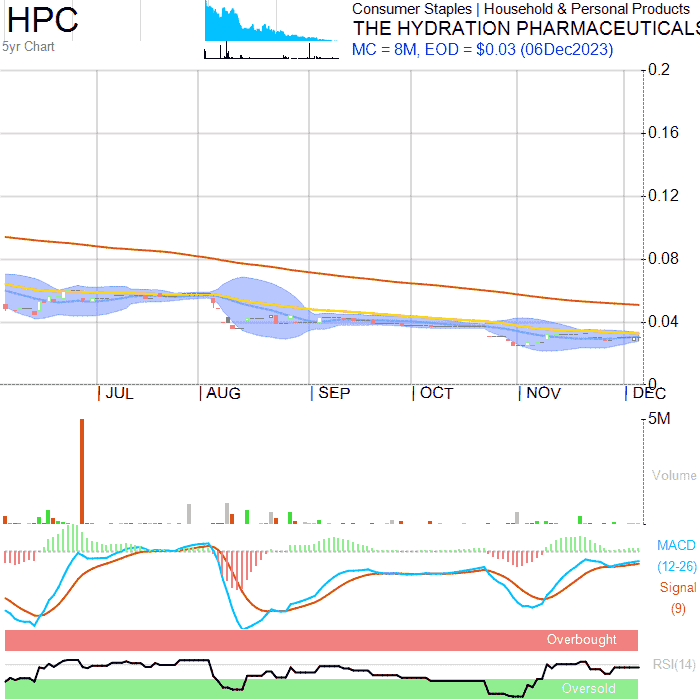 HPC
5yr Chart
Consumer Staples | Household & Personal Products
THE HYDRATION PHARMACEUTICALS
MC = 8M, EOD = $0.03 (06Dec2023)
0.2
0.16
0.12
0.08
0.04
0
JUL
AUG
SEP
OCT
NOV
DEC
5M
Volume
MACD
(12-26)
Signal
(9)
Overbought
RSI(14)
Oversold